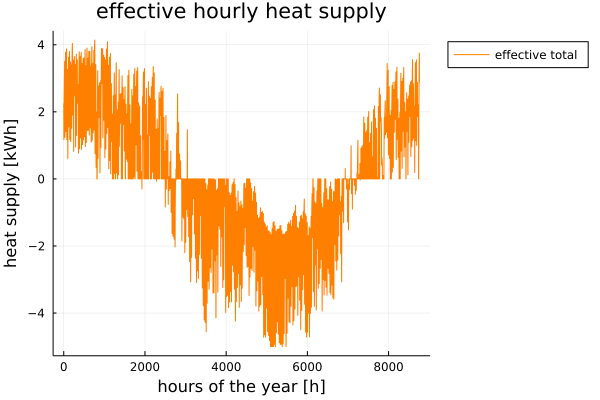 effective hourly heat supply
effective total
heat supply [kWh]
4
2
0
−2
−4
0 2000 4000 6000 8000
hours of the year [h]